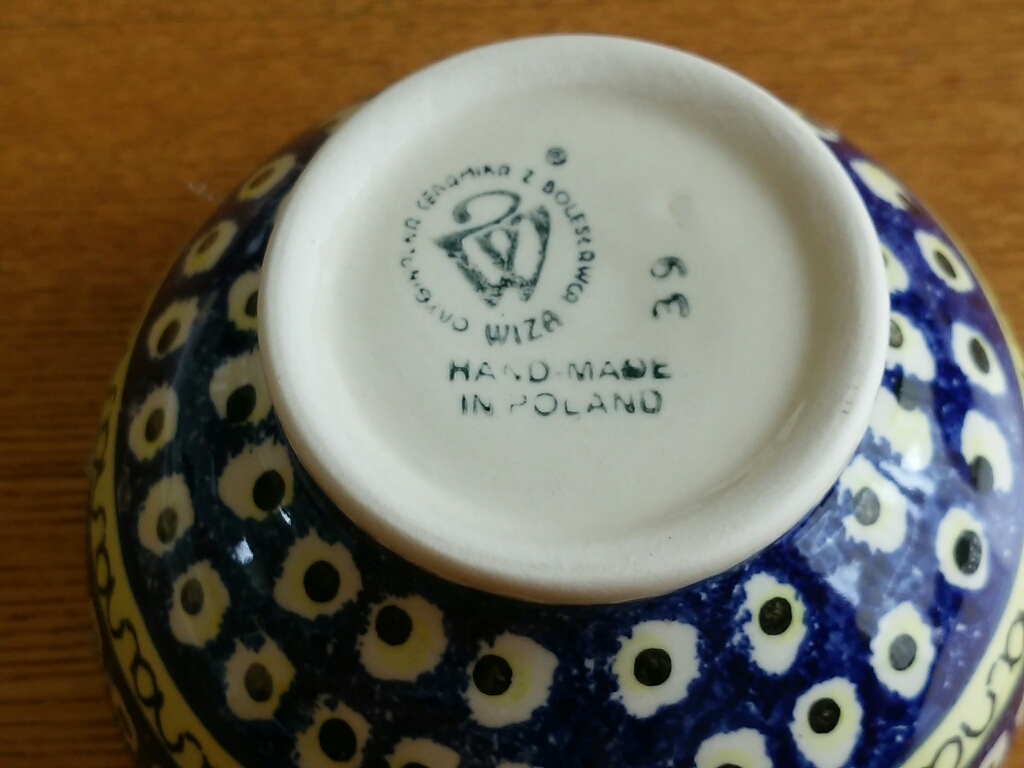 ORYGINALNA CERAMIKA Z BOLESŁAWCA ®
WIZA
HAND-MADE
IN POLAND
39